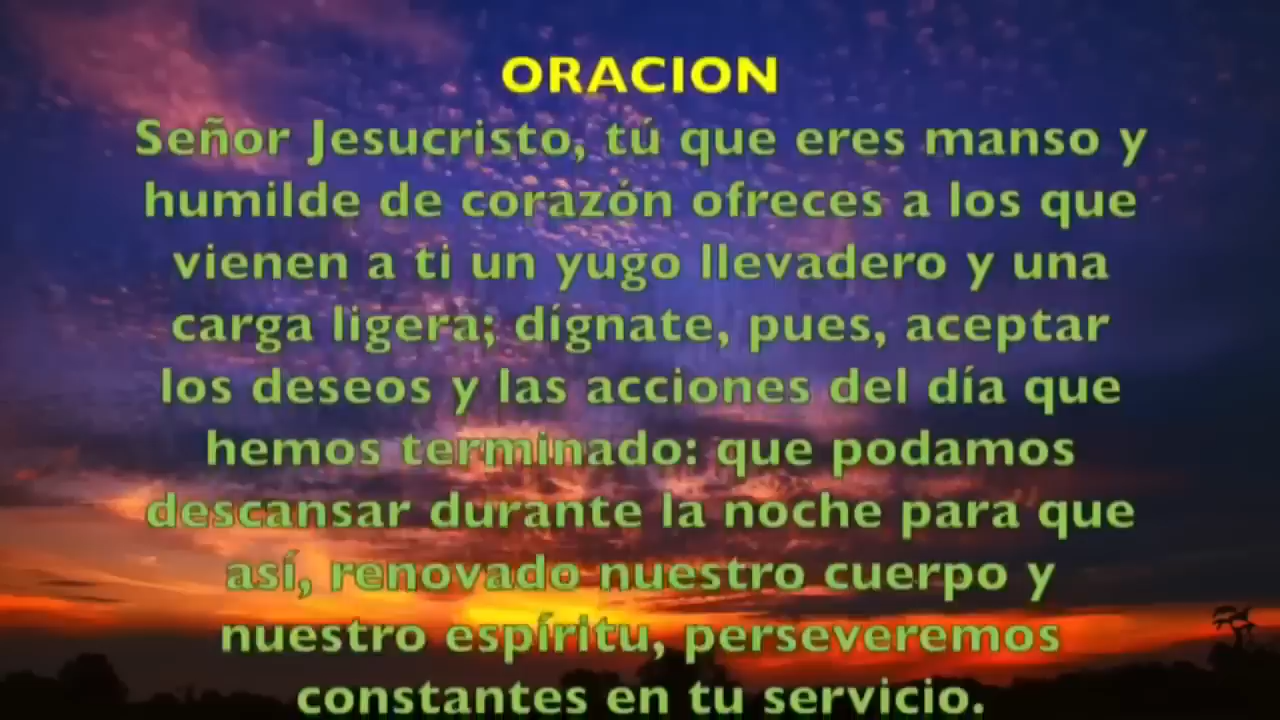 ORACION
Señor Jesucristo, tú que eres manso y
humilde de corazón ofreces a los que
vienen a ti un yugo llevadero y una
carga ligera; dígnate, pues, aceptar
los deseos y las acciones del día que
hemos terminado: que podamos
descansar durante la noche para que
así, renovado nuestro cuerpo y
nuestro espíritu, perseveremos
constantes en tu servicio.